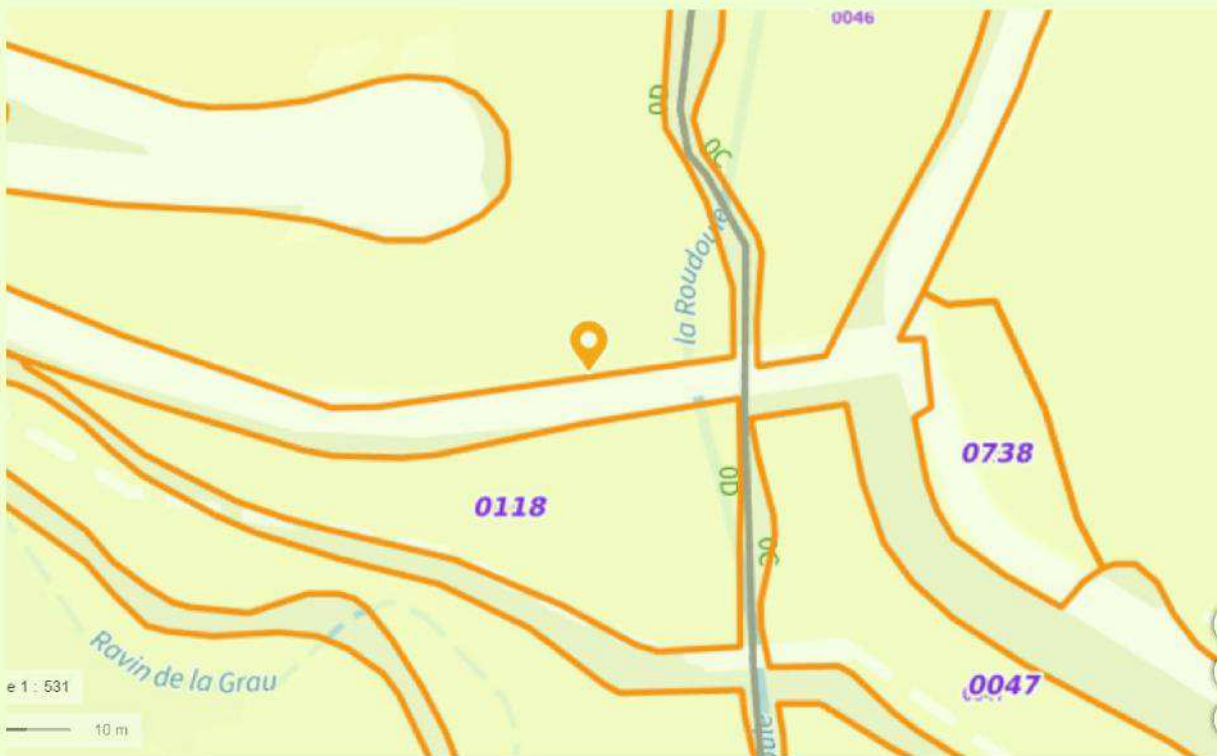 0046
0D
0C
la Roudoule
0738
0118
0D
0C
Ravin de la Grau
0047
e 1 : 531
10 m